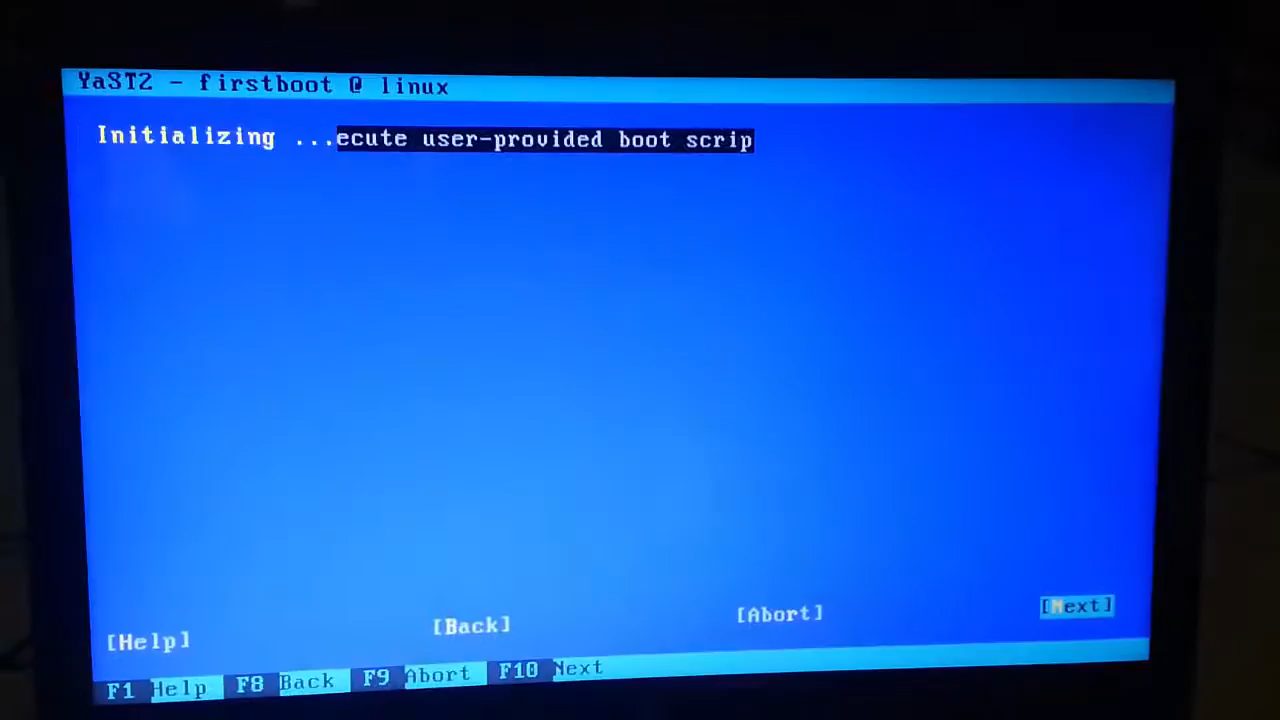 YaST2 - firstboot @ linux
Initializing ...ecute user-provided boot scrip
[Help] [Back] [Abort] [Next]
F1 Help F8 Back F9 Abort F10 Next